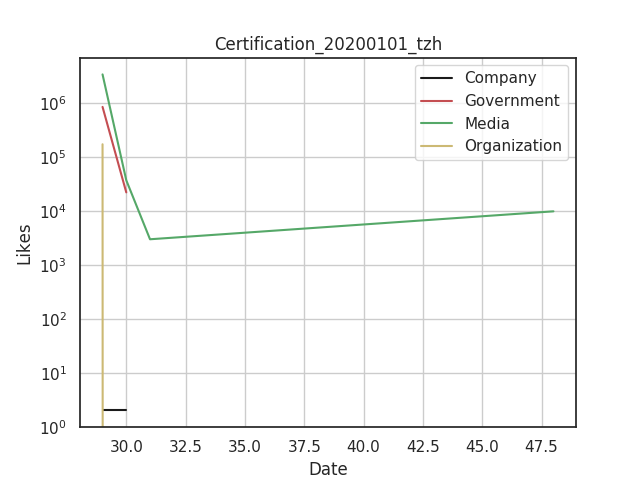 Certification_20200101_tzh
Company
Government
Media
Organization
Likes
10^6
10^5
10^4
10^3
10^2
10^1
10^0
30.0 32.5 35.0 37.5 40.0 42.5 45.0 47.5
Date